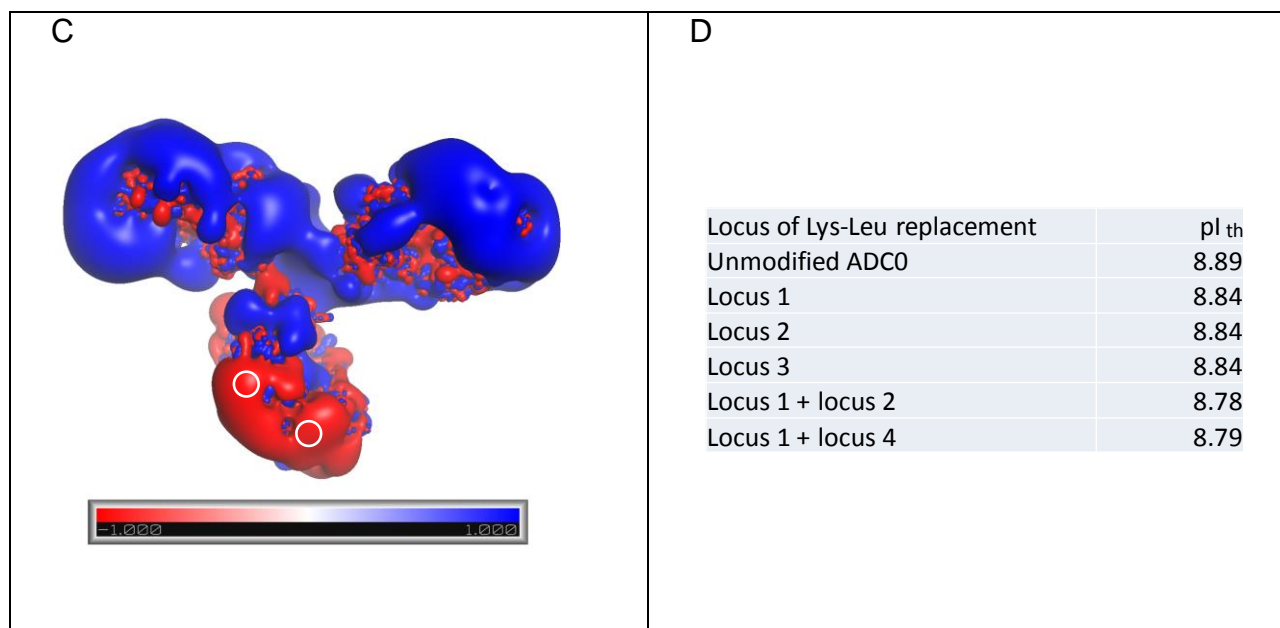 C
-1.000 1.000
D
Locus of Lys-Leu replacement pI th
Unmodified ADC0 8.89
Locus 1 8.84
Locus 2 8.84
Locus 3 8.84
Locus 1 + locus 2 8.78
Locus 1 + locus 4 8.79